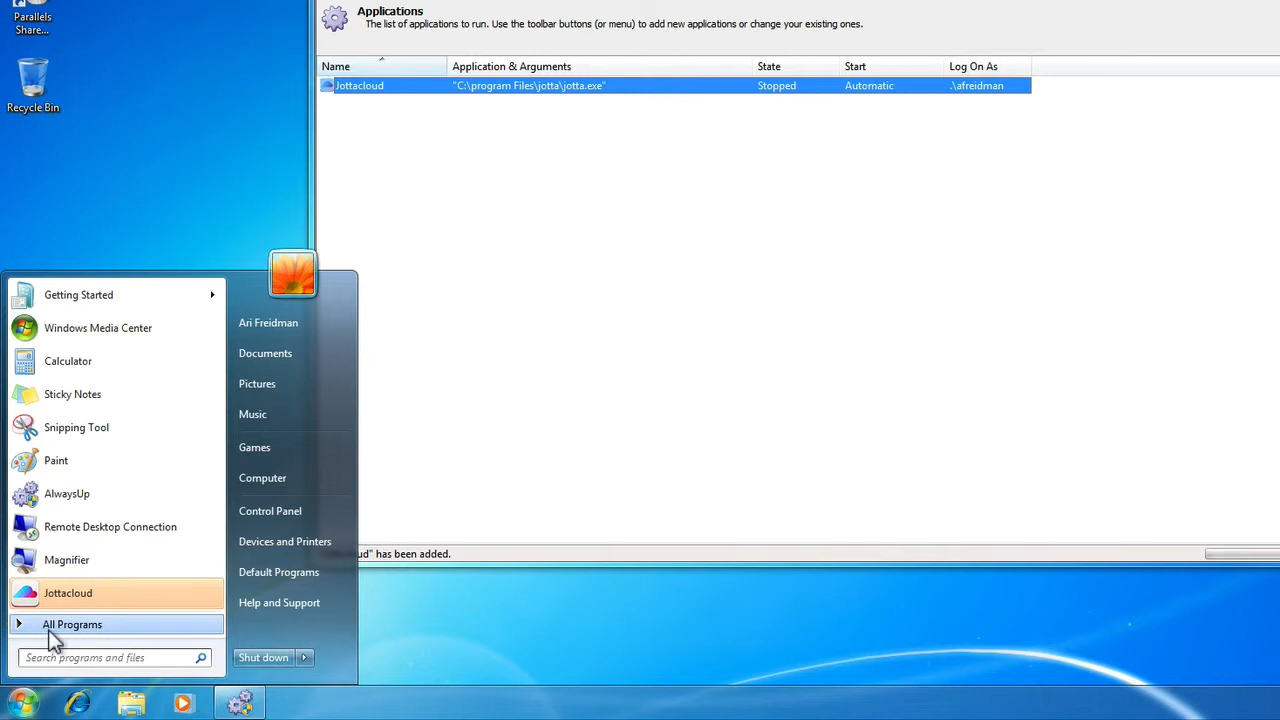 Parallels
Share...
Recycle Bin
Applications
The list of applications to run. Use the toolbar buttons (or menu) to add new applications or change your existing ones.
Name Application & Arguments State Start Log On As
Jottacloud "C:\program Files\jotta\jotta.exe" Stopped Automatic .\afreidman
Getting Started
Windows Media Center
Calculator
Sticky Notes
Snipping Tool
Paint
AlwaysUp
Remote Desktop Connection
Magnifier
Jottacloud
All Programs
Search programs and files
Ari Freidman
Documents
Pictures
Music
Games
Computer
Control Panel
Devices and Printers
Default Programs
Help and Support
Shut down
" has been added.